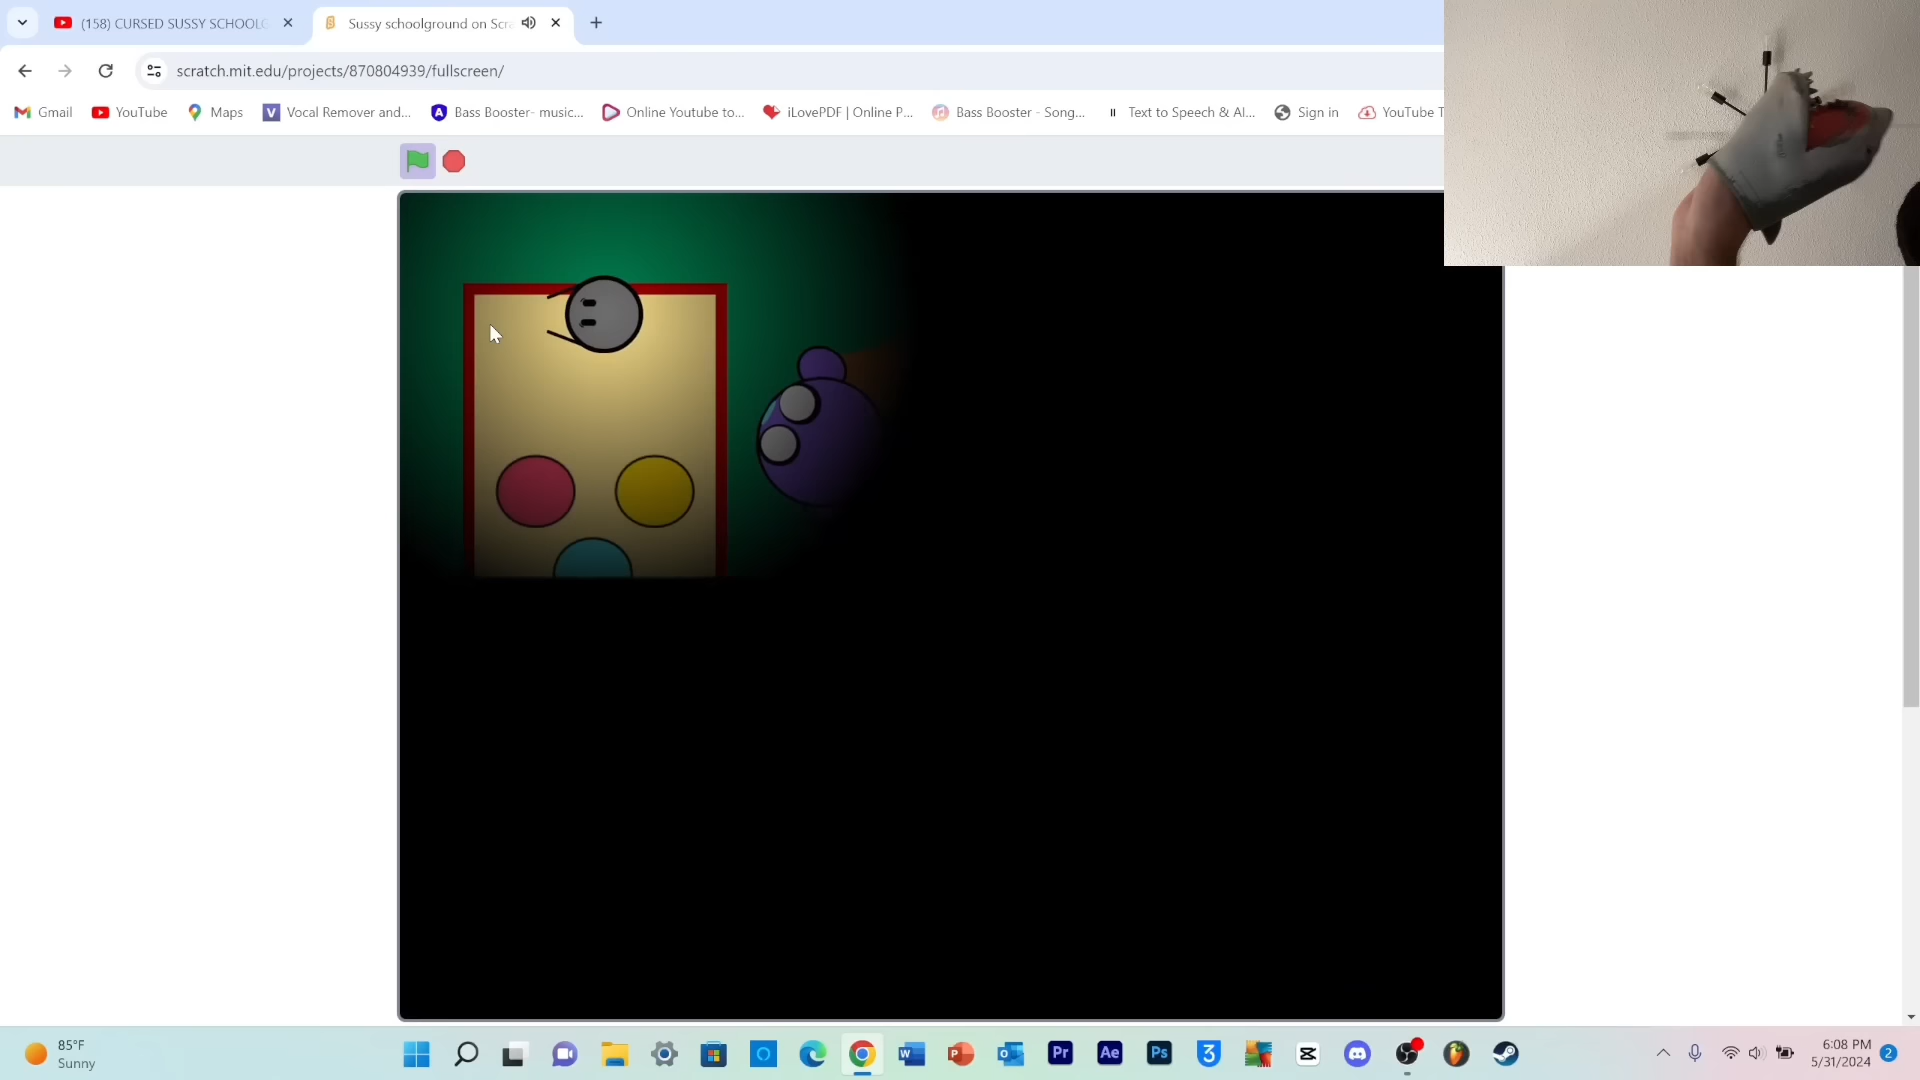 (158) CURSED SUSSY SCHOOLG
Sussy schoolground on Scra
scratch.mit.edu/projects/870804939/fullscreen/
Gmail
YouTube
Maps
Vocal Remover and...
Bass Booster- music...
Online Youtube to...
iLovePDF | Online P...
Bass Booster - Song...
Text to Speech & AI...
Sign in
YouTube T
85°F
Sunny
6:08 PM
5/31/2024
2